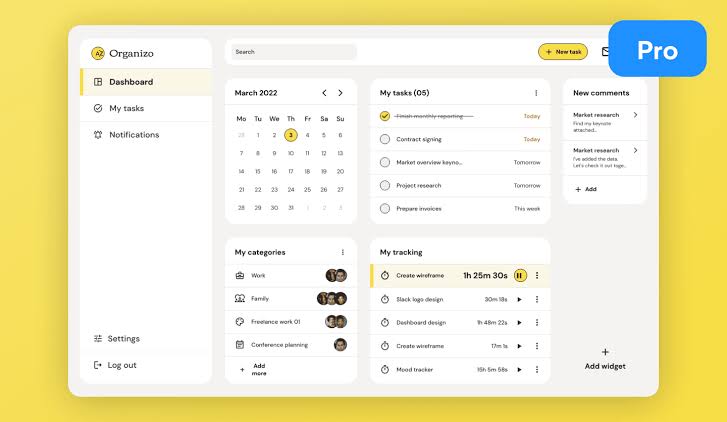 AZ Organizo
Dashboard
My tasks
Notifications
Settings
Log out
Search
+ New task
Pro
March 2022
Mo Tu We Th Fr Sa Su
28 1 2 3 4 5 6
7 8 9 10 11 12 13
14 15 16 17 18 19 20
21 22 23 24 25 26 27
28 29 30 31 1 2 3
My tasks (05)
Finish monthly reporting Today
Contract signing Today
Market overview keyno... Tomorrow
Project research Tomorrow
Prepare invoices This week
New comments
Market research
Find my keynote
attached...
Market research
I've added the data.
Let's check it out toge...
+ Add
My categories
Work
Family
Freelance work 01
Conference planning
+ Add
more
My tracking
Create wireframe 1h 25m 30s
Slack logo design 30m 18s
Dashboard design 1h 48m 22s
Create wireframe 17m 1s
Mood tracker 15h 5m 58s
+
Add widget